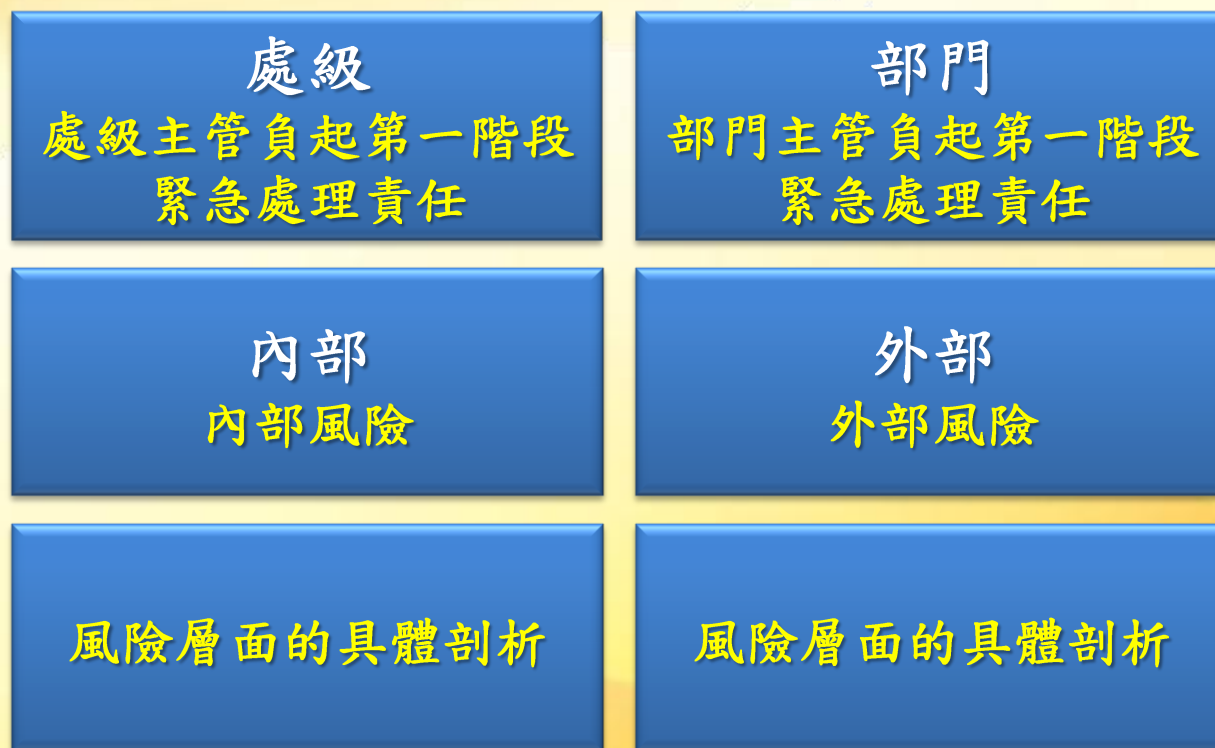 處級
處級主管負起第一階段
緊急處理責任
部門
部門主管負起第一階段
緊急處理責任
內部
內部風險
外部
外部風險
風險層面的具體剖析
風險層面的具體剖析